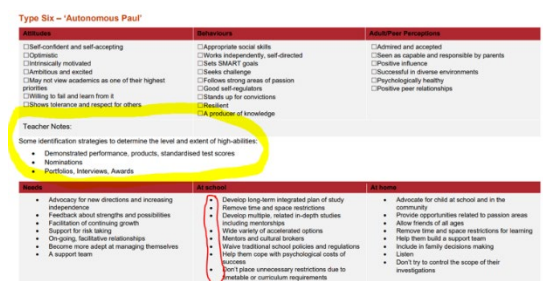 Type Six – ‘Autonomous Paul’
Attitudes
☐Self-confident and self-accepting
☐Optimistic
☐Intrinsically motivated
☐Ambitious and excited
☐May not view academics as one of their highest
priorities
☐Willing to fail and learn from it
☐Shows tolerance and respect for others
Behaviours
☐Appropriate social skills
☐Works independently, self-directed
☐Sets SMART goals
☐Seeks challenge
☐Follows strong areas of passion
☐Good self-regulators
☐Stands up for convictions
☐Resilient
☐A producer of knowledge
Adult/Peer Perceptions
☐Admired and accepted
☐Seen as capable and responsible by parents
☐Positive influence
☐Successful in diverse environments
☐Psychologically healthy
☐Positive peer relationships
Teacher Notes:
Some identification strategies to determine the level and extent of high-abilities:
• Demonstrated performance, products, standardised test scores
• Nominations
• Portfolios, Interviews, Awards
Needs
• Advocacy for new directions and increasing
independence
• Feedback about strengths and possibilities
• Facilitation of continuing growth
• Support for risk taking
• On-going, facilitative relationships
• Become more adept at managing themselves
• A support team
At school
• Develop long-term integrated plan of study
• Remove time and space restrictions
• Develop multiple, related in-depth studies
including mentorships
• Wide variety of accelerated options
• Mentors and cultural brokers
• Waive traditional school policies and regulations
• Help them cope with psychological costs of
success
• Don't place unnecessary restrictions due to
timetable or curriculum requirements
At home
• Advocate for child at school and in the
community
• Provide opportunities related to passion areas
• Allow friends of all ages
• Remove time and space restrictions for learning
• Help them build a support team
• Include in family decisions making
• Listen
• Don't try to control the scope of their
investigations